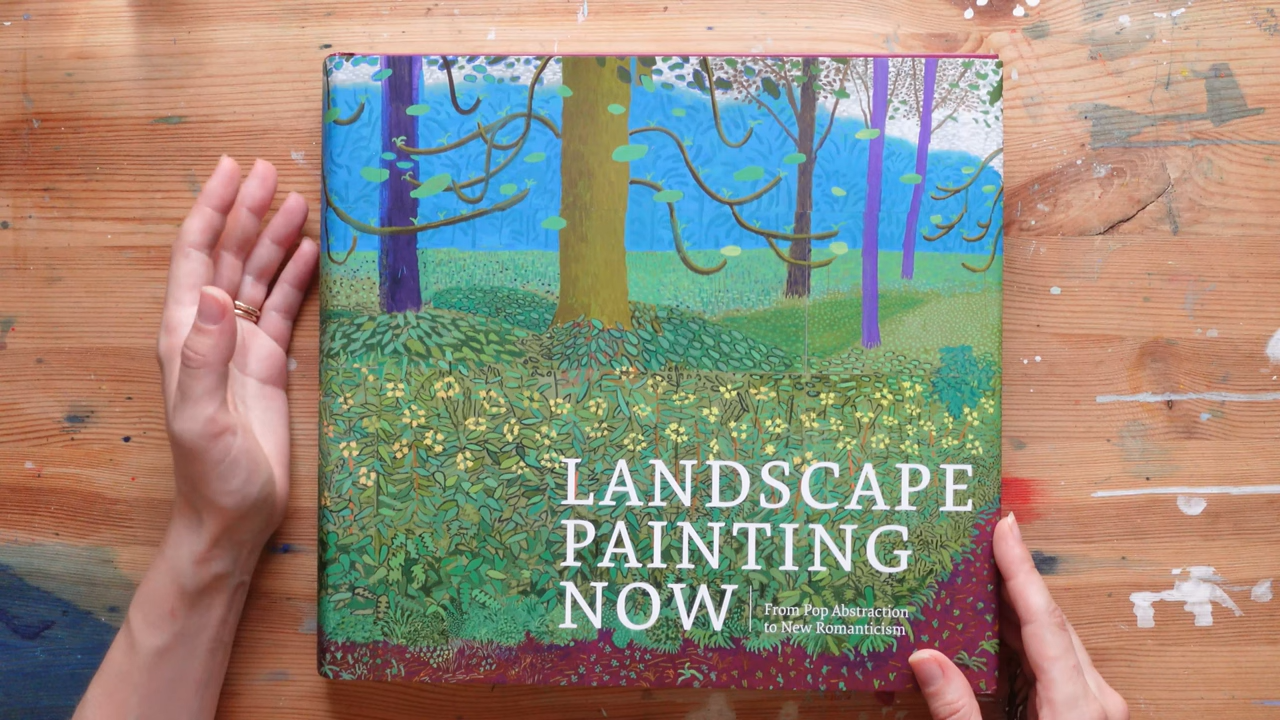 LANDSCAPE
PAINTING
NOW
From Pop Abstraction
to New Romanticism